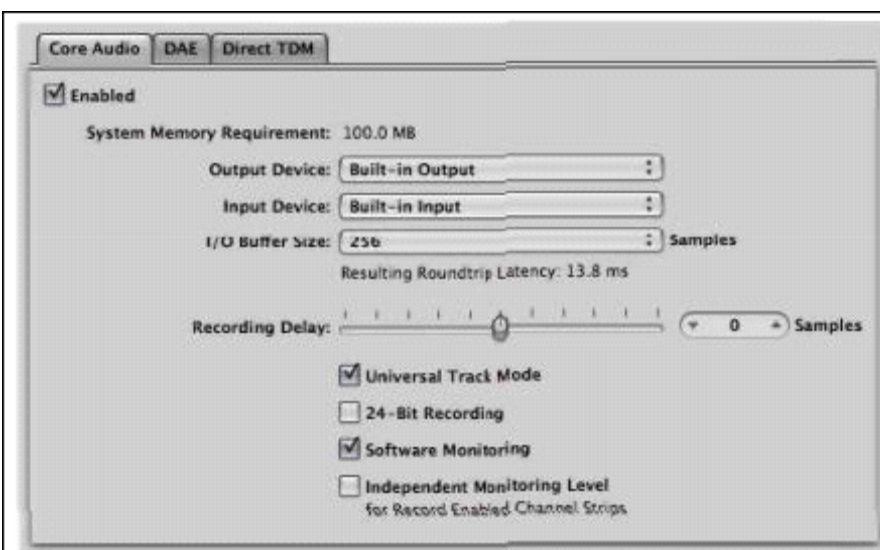 Core Audio DAE Direct TDM
Enabled
System Memory Requirement: 100.0 MB
Output Device: Built-in Output
Input Device: Built-in Input
I/O Buffer Size: 256 Samples
Resulting Roundtrip Latency: 13.8 ms
Recording Delay: 0 Samples
Universal Track Mode
24-Bit Recording
Software Monitoring
Independent Monitoring Level
for Record Enabled Channel Strips